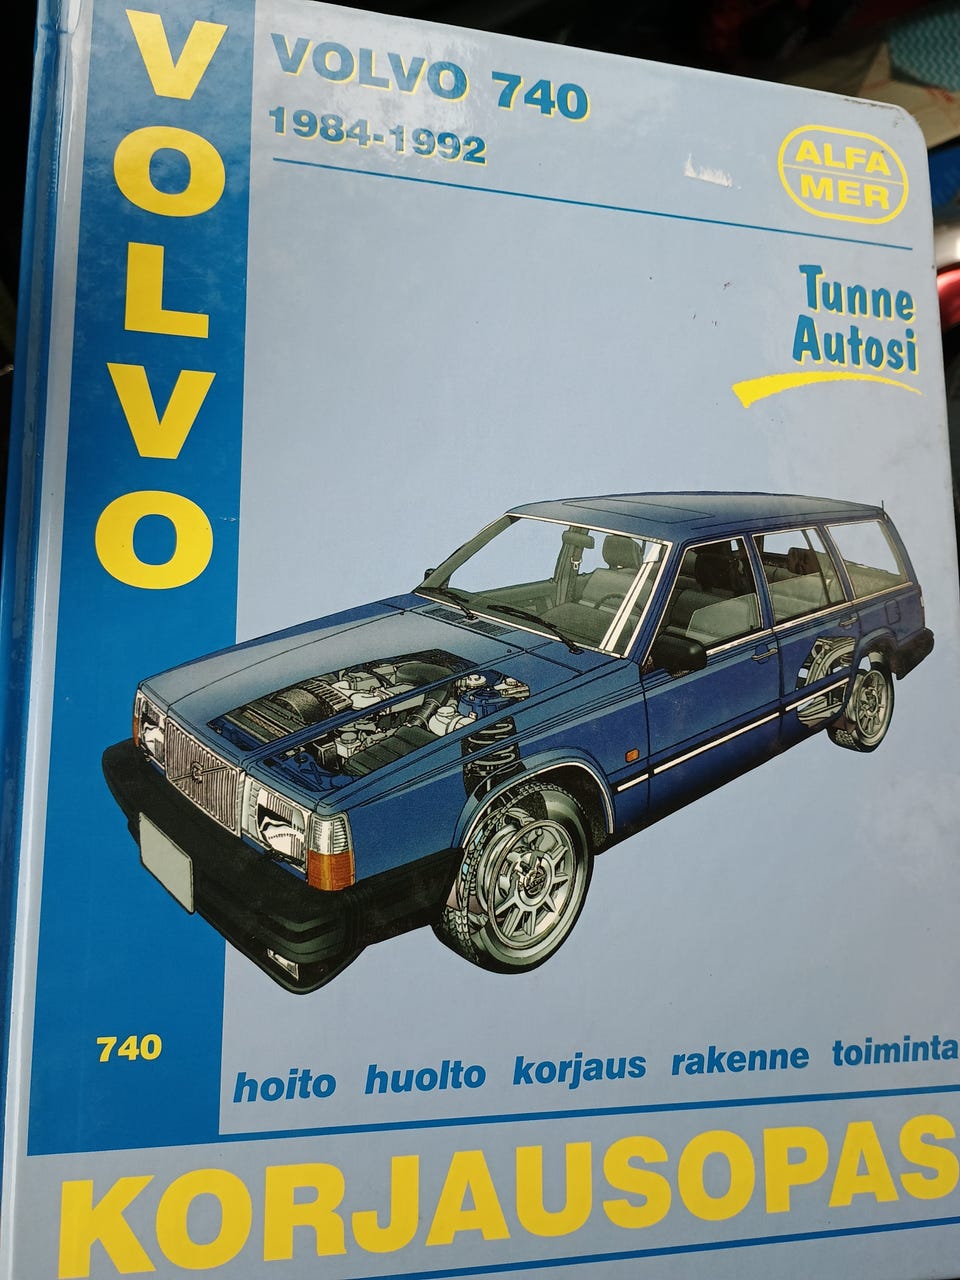 VOLVO
VOLVO 740
1984-1992
ALFA
MER
Tunne
Autosi
740
hoito huolto korjaus rakenne toiminta
KORJAUSOPAS